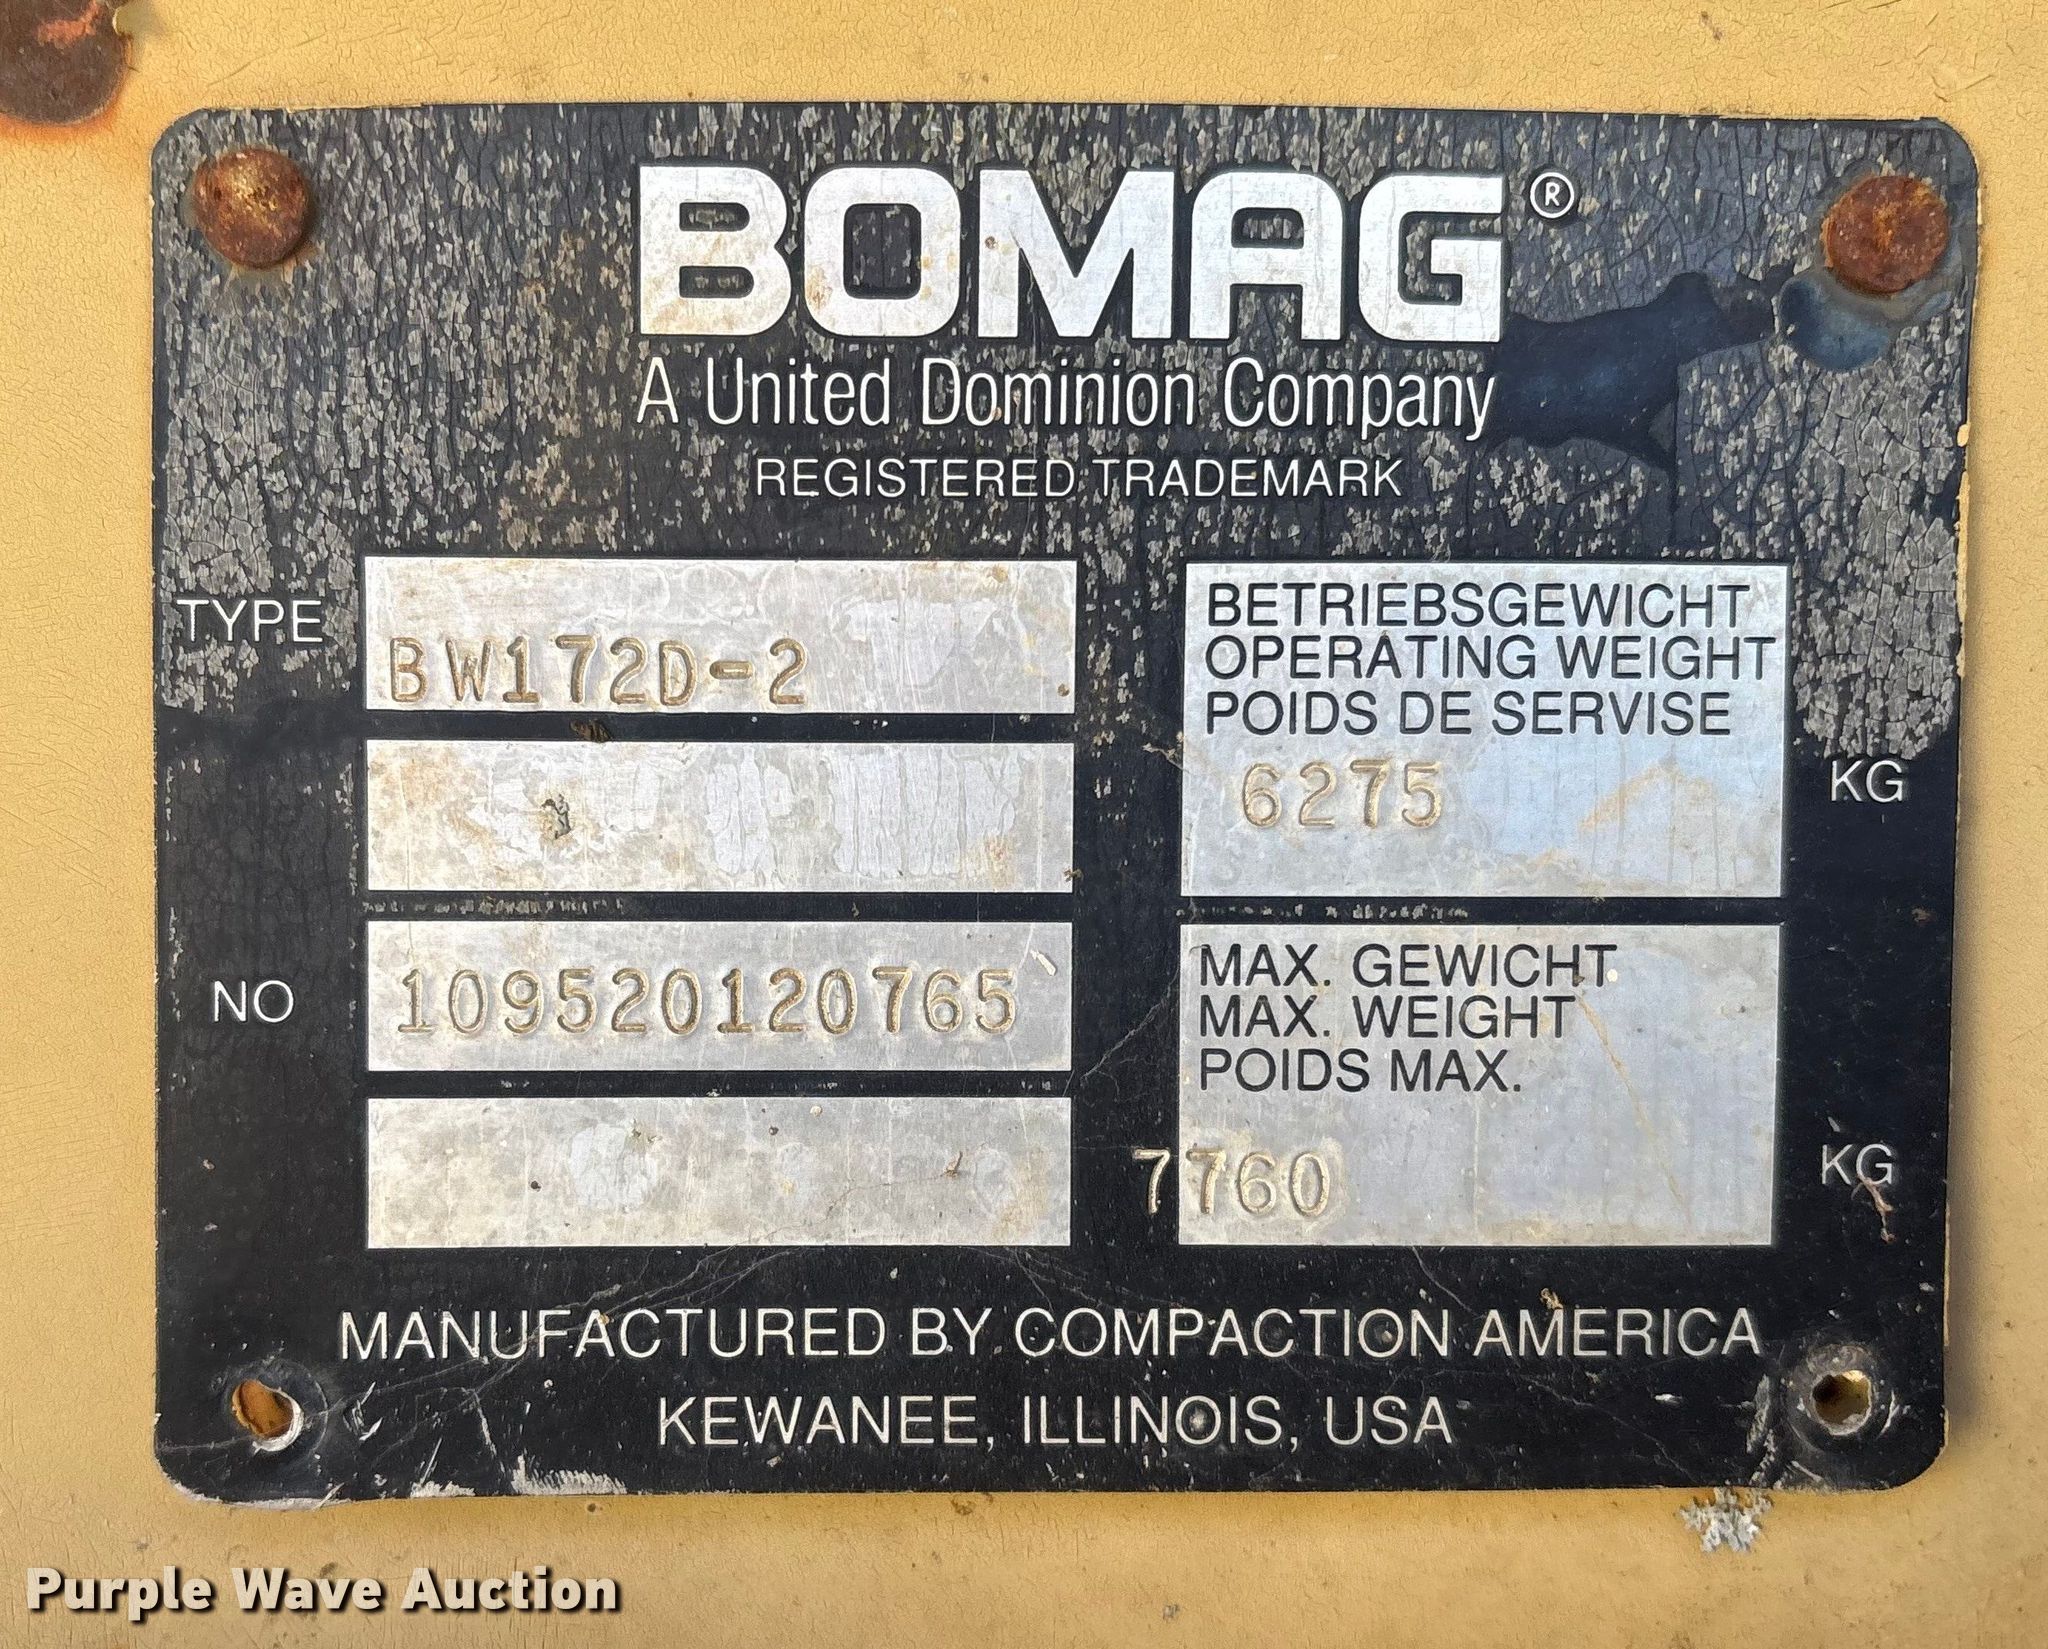 BOMAG®
A United Dominion Company
REGISTERED TRADEMARK
TYPE BW172D-2
NO 109520120765
BETRIEBSGEWICHT
OPERATING WEIGHT
POIDS DE SERVISE
6275 KG
MAX. GEWICHT
MAX. WEIGHT
POIDS MAX.
7760 KG
MANUFACTURED BY COMPACTION AMERICA
KEWANEE, ILLINOIS, USA
Purple Wave Auction